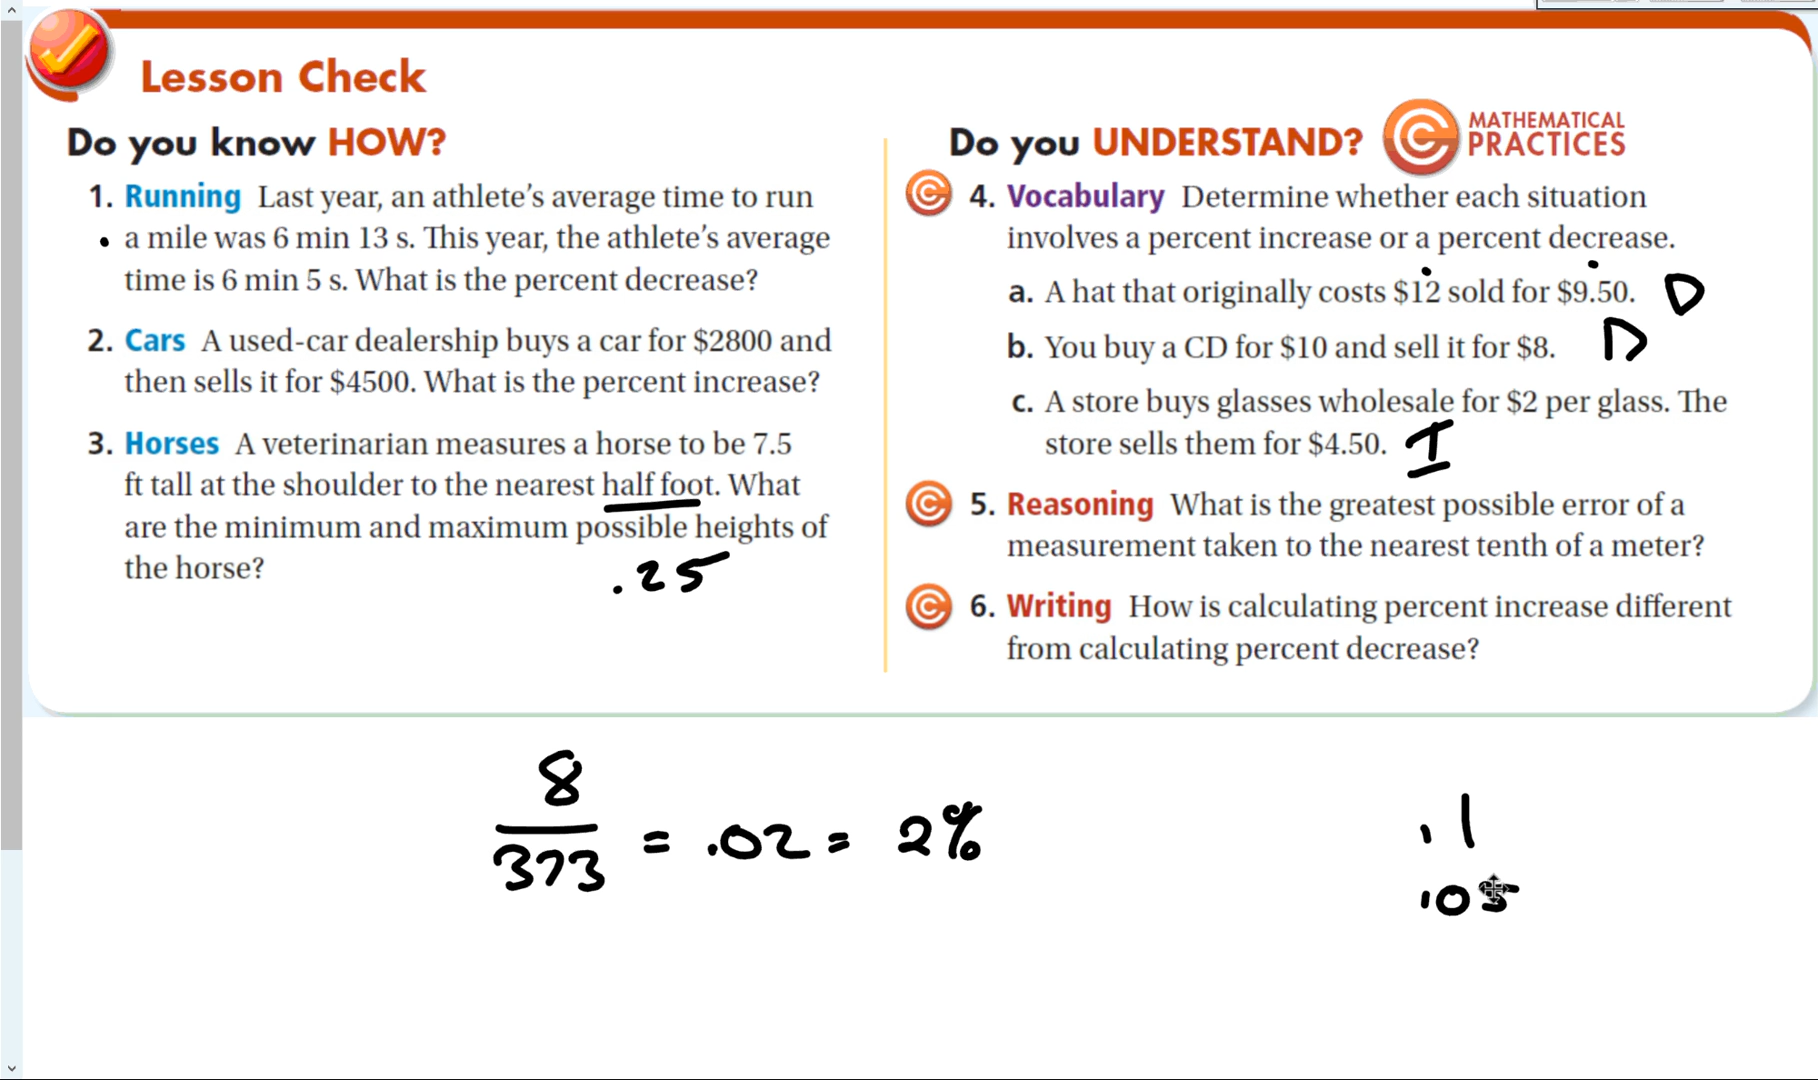 Lesson Check
Do you know HOW?
1. Running Last year, an athlete's average time to run
a mile was 6 min 13 s. This year, the athlete's average
time is 6 min 5 s. What is the percent decrease?
2. Cars A used-car dealership buys a car for $2800 and
then sells it for $4500. What is the percent increase?
3. Horses A veterinarian measures a horse to be 7.5
ft tall at the shoulder to the nearest half foot. What
are the minimum and maximum possible heights of
the horse?
.25
Do you UNDERSTAND?
MATHEMATICAL
PRACTICES
4. Vocabulary Determine whether each situation
involves a percent increase or a percent decrease.
a. A hat that originally costs $12 sold for $9.50. D
b. You buy a CD for $10 and sell it for $8. D
c. A store buys glasses wholesale for $2 per glass. The
store sells them for $4.50. I
5. Reasoning What is the greatest possible error of a
measurement taken to the nearest tenth of a meter?
6. Writing How is calculating percent increase different
from calculating percent decrease?
8
373
= .02 = 2%
.1
.05